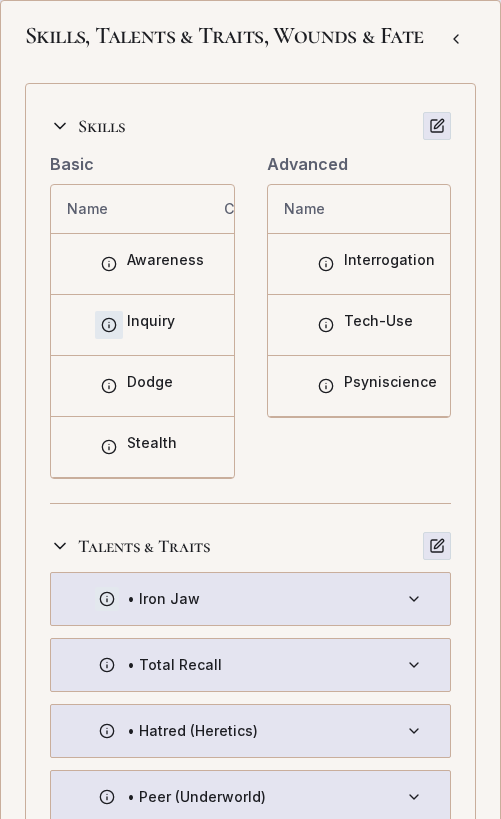 Skills, Talents & Traits, Wounds & Fate
Skills
Basic
Name C
Awareness
Inquiry
Dodge
Stealth
Advanced
Name
Interrogation
Tech-Use
Psyniscience
Talents & Traits
• Iron Jaw
• Total Recall
• Hatred (Heretics)
• Peer (Underworld)